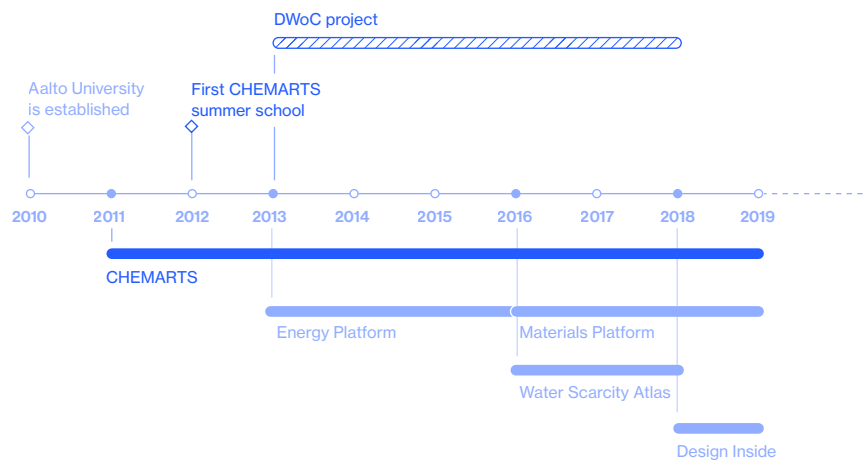 DWoC project
Aalto University
is established
First CHEMARTS
summer school
2010 2011 2012 2013 2014 2015 2016 2017 2018 2019
CHEMARTS
Energy Platform
Materials Platform
Water Scarcity Atlas
Design Inside